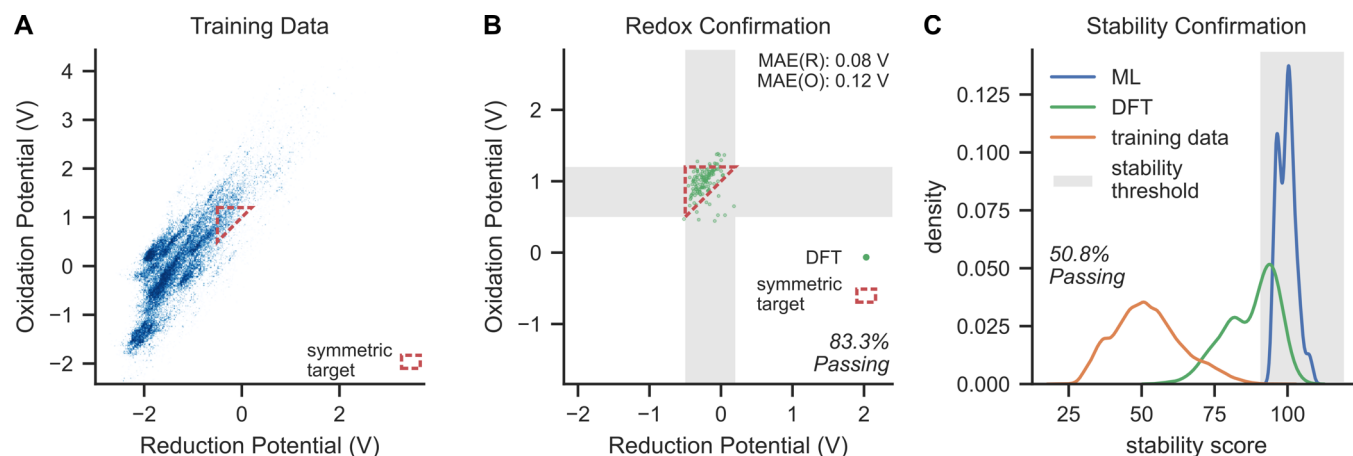 A
Training Data
Oxidation Potential (V)
4
3
2
1
0
−1
−2
−2
0
2
Reduction Potential (V)
symmetric
target
B
Redox Confirmation
MAE(R): 0.08 V
MAE(O): 0.12 V
Oxidation Potential (V)
2
1
0
−1
DFT
symmetric
target
83.3%
Passing
−2
−1
0
1
2
Reduction Potential (V)
C
Stability Confirmation
density
0.125
0.100
0.075
0.050
0.025
0.000
ML
DFT
training data
stability
threshold
50.8%
Passing
25
50
75
100
stability score